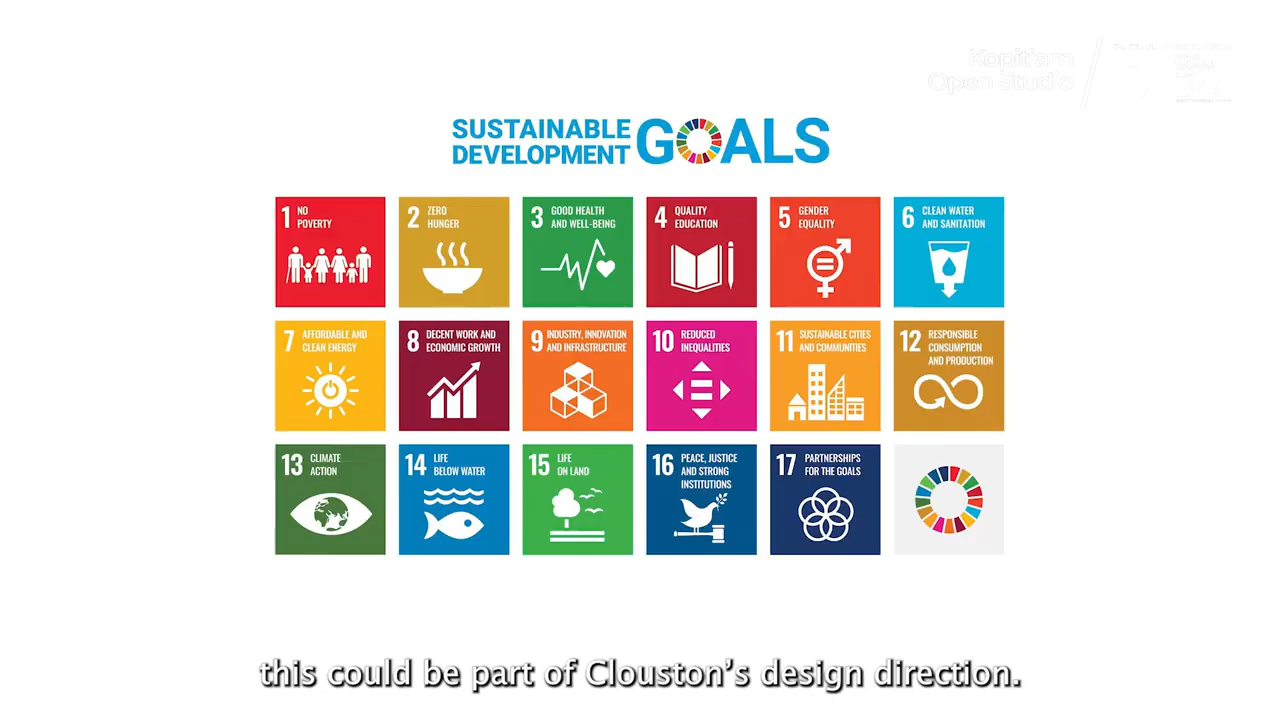 Kopit'am
Open Studio
SUSTAINABLE
DEVELOPMENT
GOALS
1 NO
POVERTY
2 ZERO
HUNGER
3 GOOD HEALTH
AND WELL-BEING
4 QUALITY
EDUCATION
5 GENDER
EQUALITY
6 CLEAN WATER
AND SANITATION
7 AFFORDABLE AND
CLEAN ENERGY
8 DECENT WORK AND
ECONOMIC GROWTH
9 INDUSTRY, INNOVATION
AND INFRASTRUCTURE
10 REDUCED
INEQUALITIES
11 SUSTAINABLE CITIES
AND COMMUNITIES
12 RESPONSIBLE
CONSUMPTION
AND PRODUCTION
13 CLIMATE
ACTION
14 LIFE
BELOW WATER
15 LIFE
ON LAND
16 PEACE, JUSTICE
AND STRONG
INSTITUTIONS
17 PARTNERSHIPS
FOR THE GOALS
this could be part of Clouston's design direction.